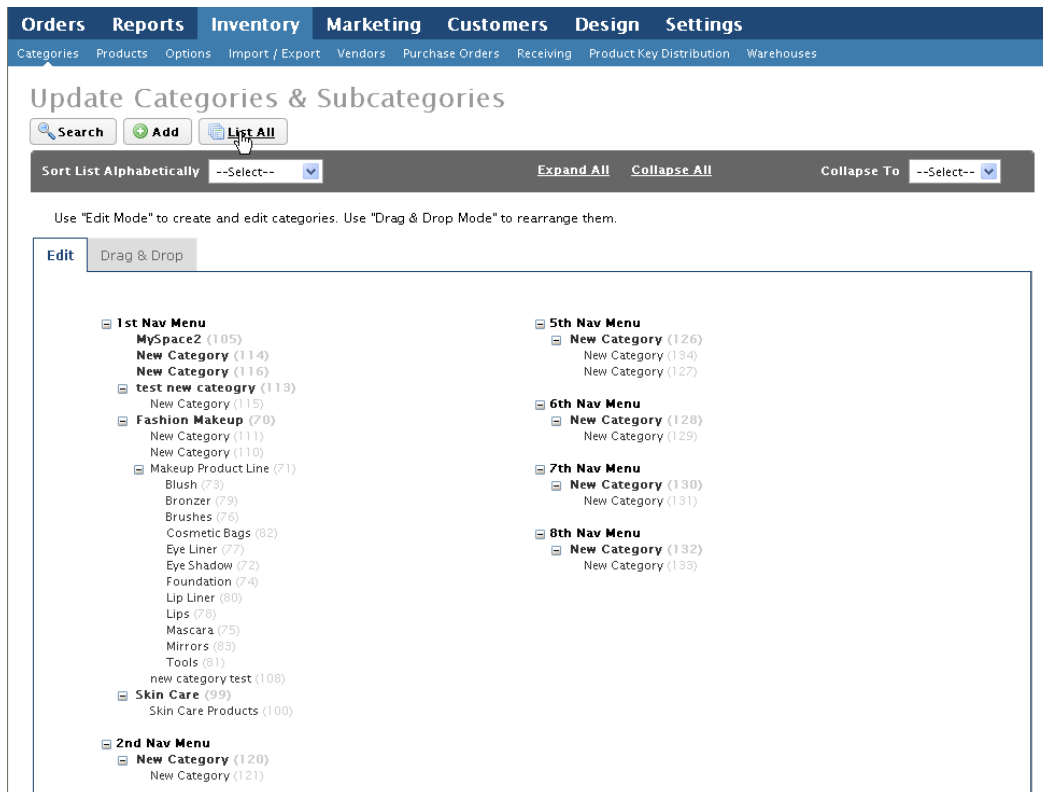 Orders Reports Inventory Marketing Customers Design Settings
Categories Products Options Import / Export Vendors Purchase Orders Receiving Product Key Distribution Warehouses
Update Categories & Subcategories
Search Add List All
Sort List Alphabetically --Select-- Expand All Collapse All Collapse To --Select--
Use "Edit Mode" to create and edit categories. Use "Drag & Drop Mode" to rearrange them.
Edit Drag & Drop
1st Nav Menu
MySpace2 (105)
New Category (114)
New Category (116)
test new cateogry (113)
New Category (115)
Fashion Makeup (70)
New Category (111)
New Category (110)
Makeup Product Line (71)
Blush (73)
Bronzer (79)
Brushes (76)
Cosmetic Bags (82)
Eye Liner (77)
Eye Shadow (72)
Foundation (74)
Lip Liner (80)
Lips (78)
Mascara (75)
Mirrors (83)
Tools (81)
new category test (108)
Skin Care (99)
Skin Care Products (100)
2nd Nav Menu
New Category (120)
New Category (121)
5th Nav Menu
New Category (126)
New Category (134)
New Category (127)
6th Nav Menu
New Category (128)
New Category (129)
7th Nav Menu
New Category (130)
New Category (131)
8th Nav Menu
New Category (132)
New Category (133)